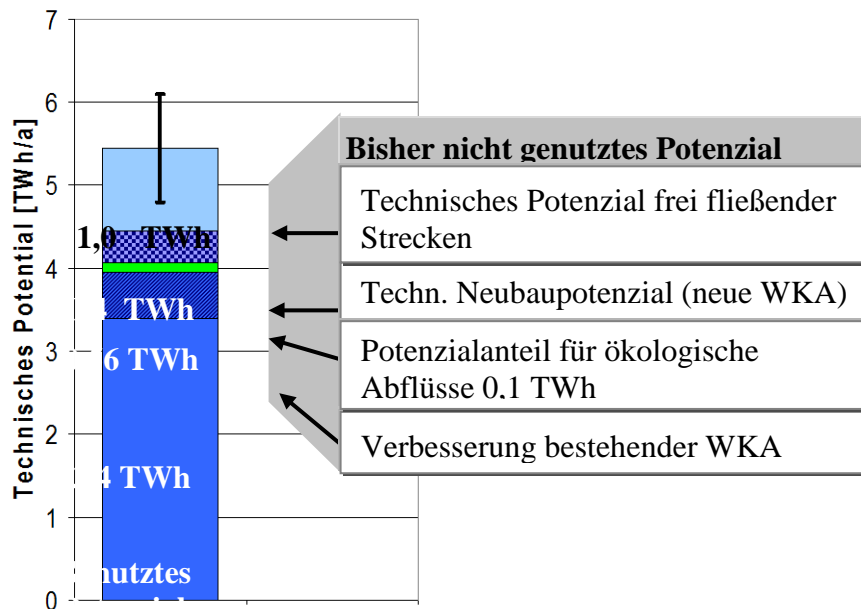 Technisches Potential [TWh/a]
7
6
5
4
3
2
1
0
1,0 TWh
4 TWh
6 TWh
4 TWh
nutztes
Bisher nicht genutztes Potenzial
Technisches Potenzial frei fließender
Strecken
Techn. Neubaupotenzial (neue WKA)
Potenzialanteil für ökologische
Abflüsse 0,1 TWh
Verbesserung bestehender WKA